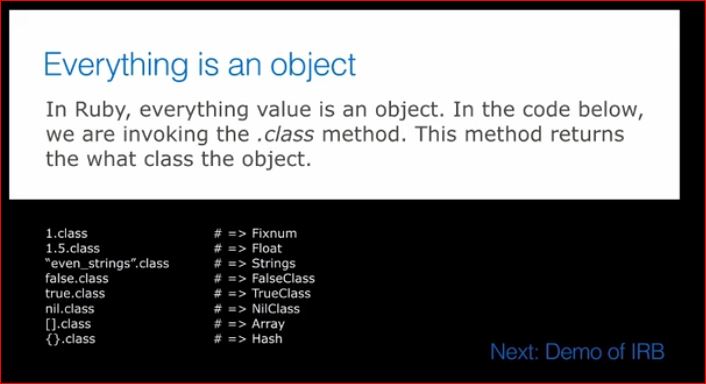 Everything is an object
In Ruby, everything value is an object. In the code below,
we are invoking the .class method. This method returns
the what class the object.
1.class # => Fixnum
1.5.class # => Float
“even_strings”.class # => Strings
false.class # => FalseClass
true.class # => TrueClass
nil.class # => NilClass
[].class # => Array
{}.class # => Hash
Next: Demo of IRB